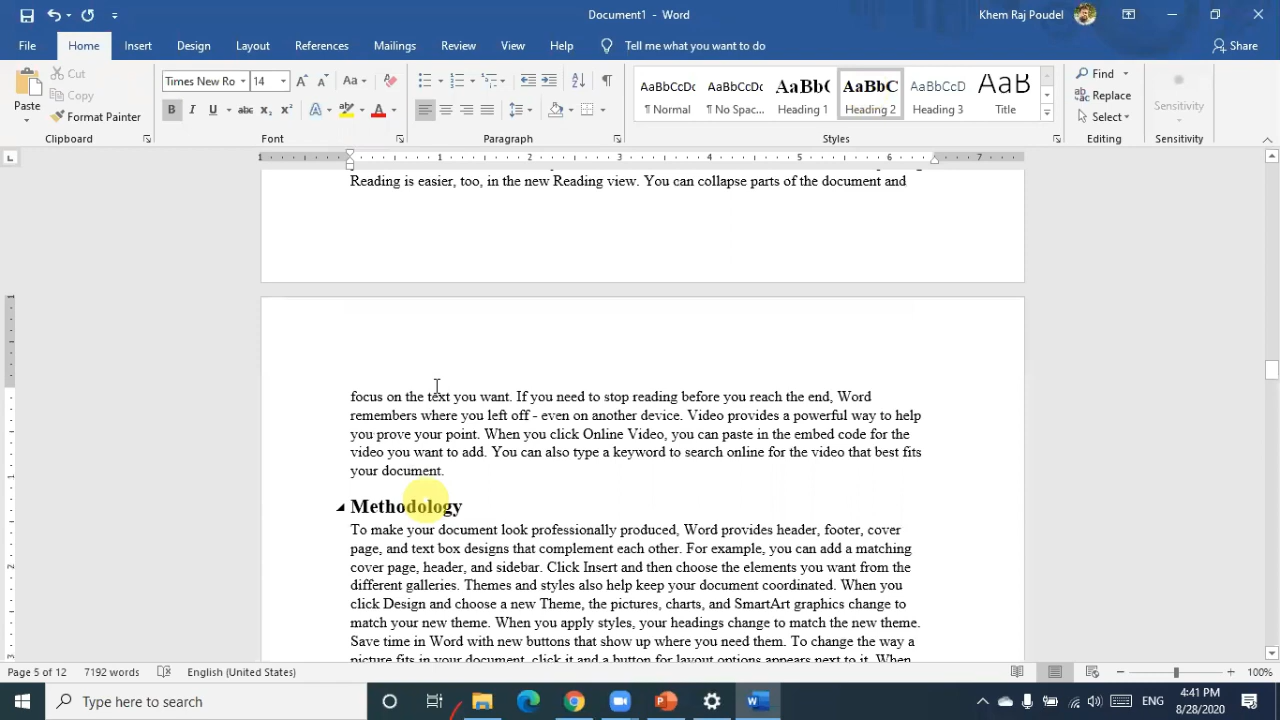 Document1 - Word
Khem Raj Poudel
File Home Insert Design Layout References Mailings Review View Help Tell me what you want to do Share
Cut
Copy
Format Painter
Paste
Clipboard
Times New Ro 14
Font
Paragraph
AaBbCcDc AaBbCcDc AaBb( AaBbC AaBbCcD AaB
¶ Normal ¶ No Spac... Heading 1 Heading 2 Heading 3 Title
Styles
Find
Replace
Select
Editing
Sensitivity
Sensitivity
Reading is easier, too, in the new Reading view. You can collapse parts of the document and
focus on the text you want. If you need to stop reading before you reach the end, Word
remembers where you left off - even on another device. Video provides a powerful way to help
you prove your point. When you click Online Video, you can paste in the embed code for the
video you want to add. You can also type a keyword to search online for the video that best fits
your document.
Methodology
To make your document look professionally produced, Word provides header, footer, cover
page, and text box designs that complement each other. For example, you can add a matching
cover page, header, and sidebar. Click Insert and then choose the elements you want from the
different galleries. Themes and styles also help keep your document coordinated. When you
click Design and choose a new Theme, the pictures, charts, and SmartArt graphics change to
match your new theme. When you apply styles, your headings change to match the new theme.
Save time in Word with new buttons that show up where you need them. To change the way a
picture fits in your document, click it and a button for layout options appears next to it. When
Page 5 of 12 7192 words English (United States) 100%
Type here to search
ENG
4:41 PM
8/28/2020